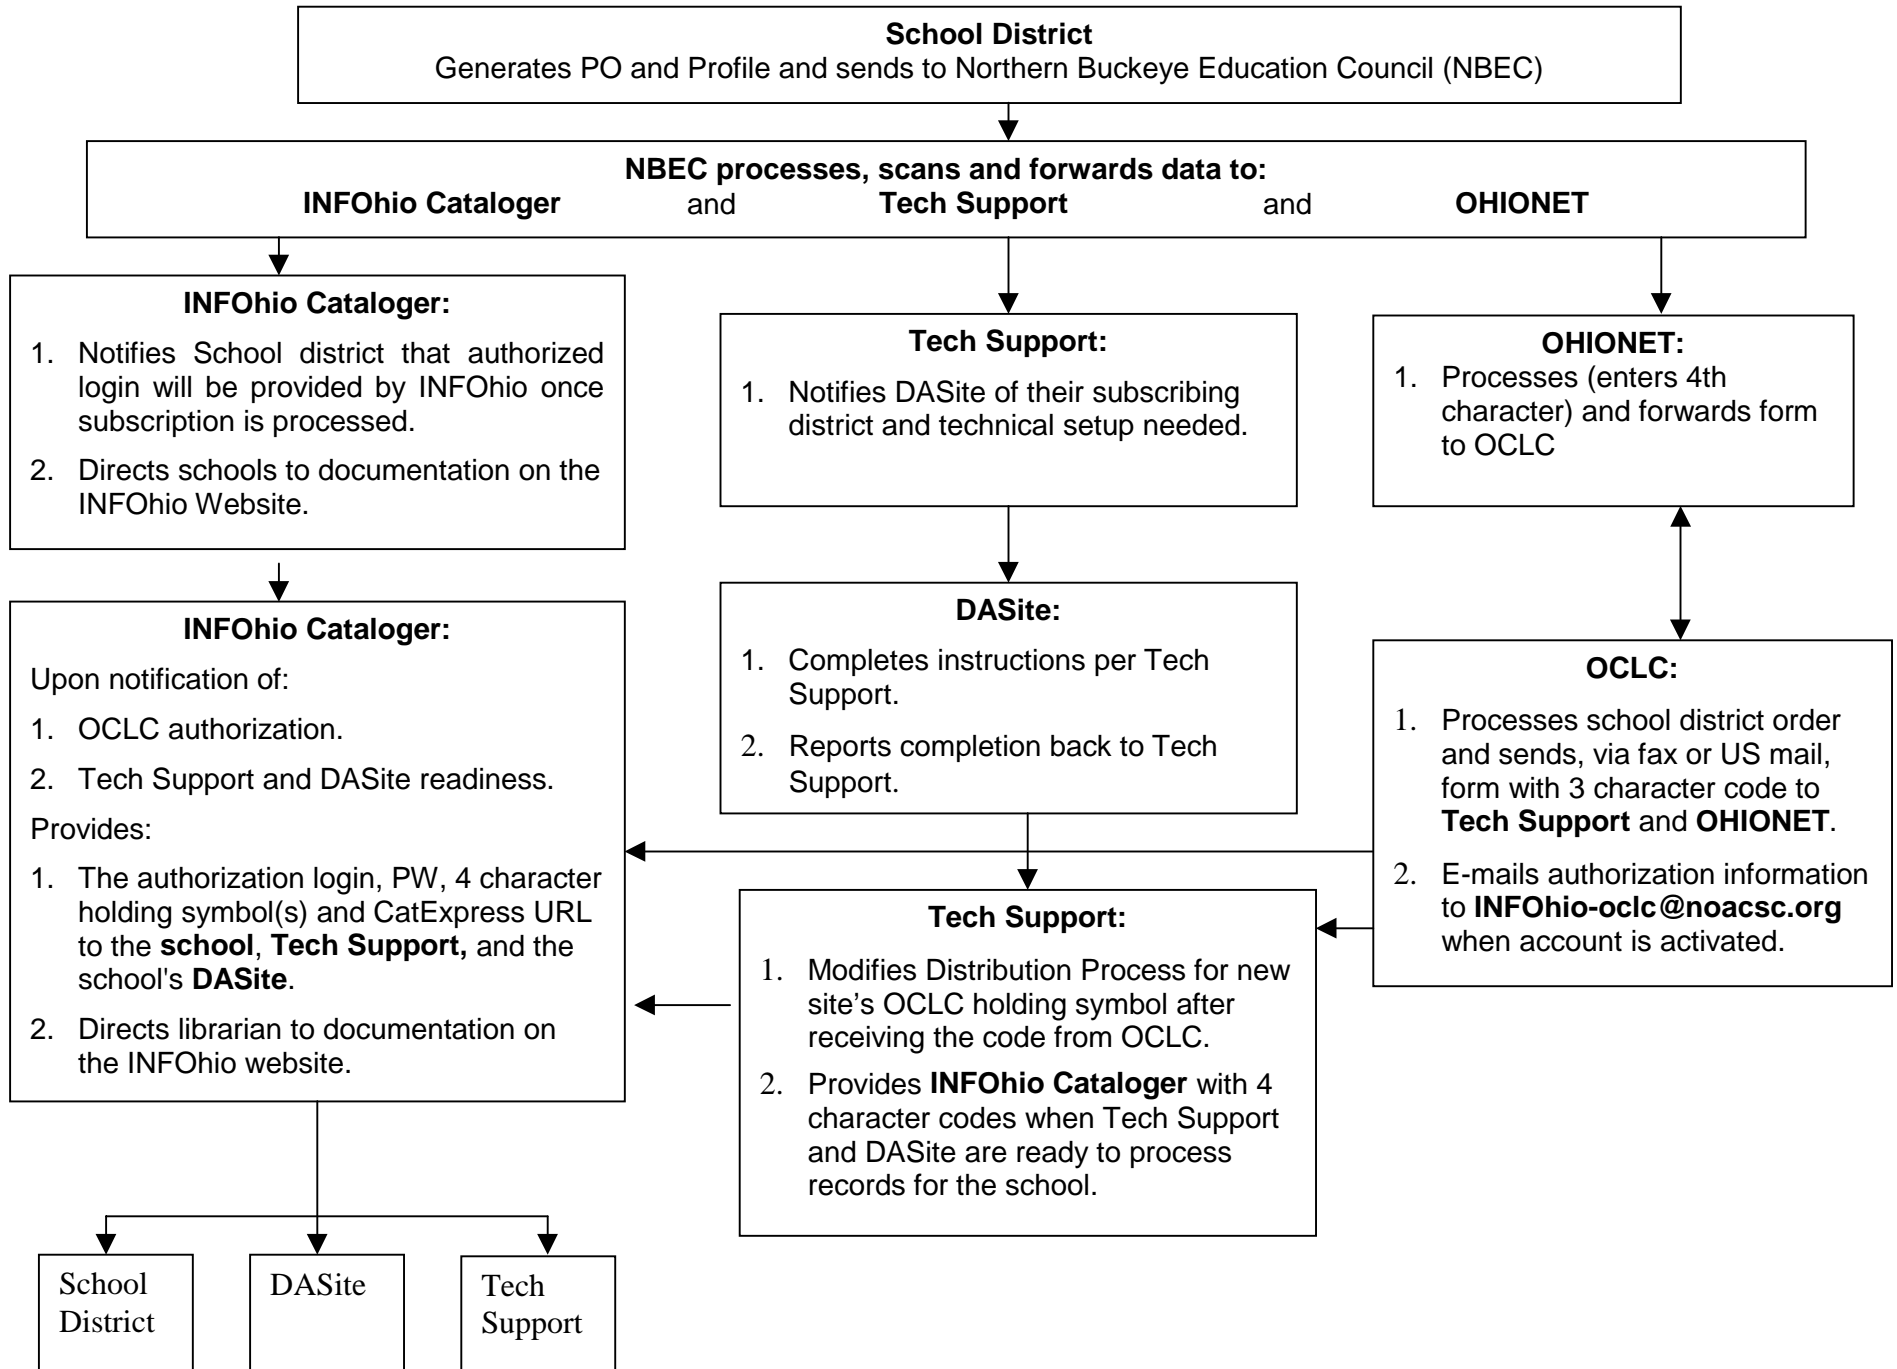 School District
Generates PO and Profile and sends to Northern Buckeye Education Council (NBEC)
NBEC processes, scans and forwards data to:
INFOhio Cataloger and Tech Support and OHIONET
INFOhio Cataloger:
1. Notifies School district that authorized
login will be provided by INFOhio once
subscription is processed.
2. Directs schools to documentation on the
INFOhio Website.
Tech Support:
1. Notifies DASite of their subscribing
district and technical setup needed.
OHIONET:
1. Processes (enters 4th
character) and forwards form
to OCLC
INFOhio Cataloger:
Upon notification of:
1. OCLC authorization.
2. Tech Support and DASite readiness.
Provides:
1. The authorization login, PW, 4 character
holding symbol(s) and CatExpress URL
to the school, Tech Support, and the
school's DASite.
2. Directs librarian to documentation on
the INFOhio website.
DASite:
1. Completes instructions per Tech
Support.
2. Reports completion back to Tech
Support.
OCLC:
1. Processes school district order
and sends, via fax or US mail,
form with 3 character code to
Tech Support and OHIONET.
2. E-mails authorization information
to INFOhio-oclc@noacsc.org
when account is activated.
Tech Support:
1. Modifies Distribution Process for new
site’s OCLC holding symbol after
receiving the code from OCLC.
2. Provides INFOhio Cataloger with 4
character codes when Tech Support
and DASite are ready to process
records for the school.
School
District
DASite
Tech
Support